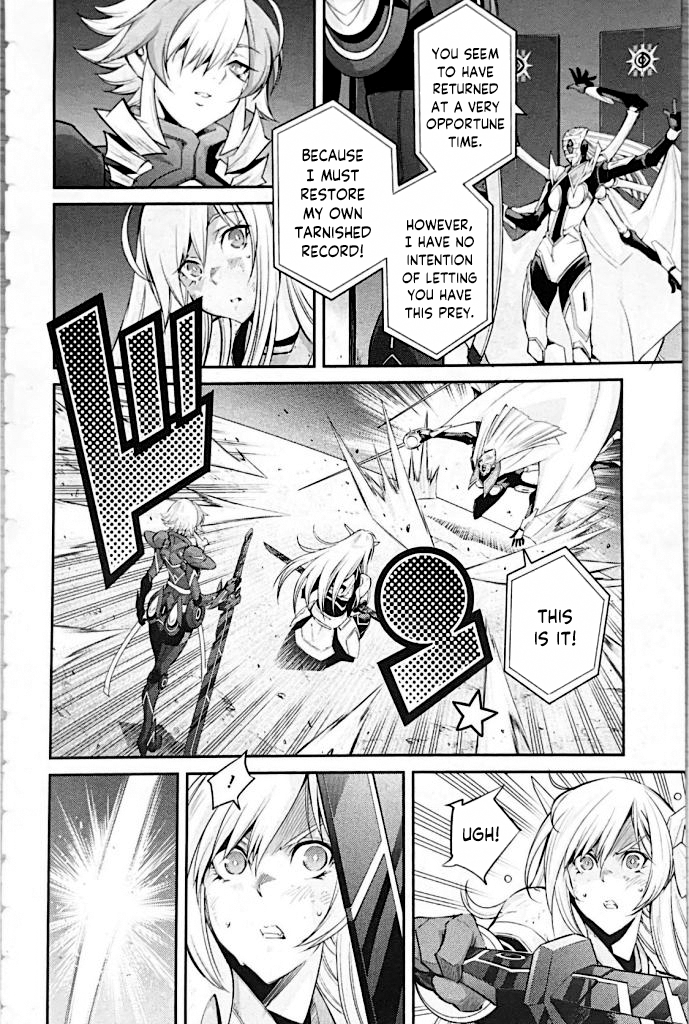 YOU SEEM
TO HAVE
RETURNED
AT A VERY
OPPORTUNE
TIME.
HOWEVER,
I HAVE NO
INTENTION
OF LETTING
YOU HAVE
THIS PREY.
BECAUSE
I MUST
RESTORE
MY OWN
TARNISHED
RECORD!
THIS
IS IT!
UGH!
!